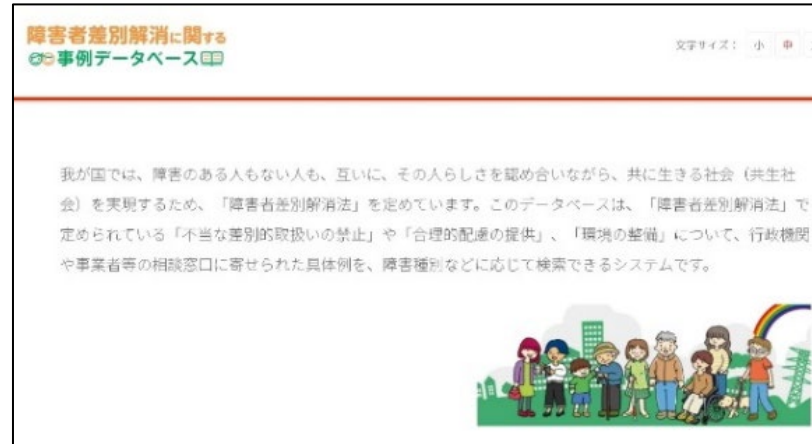 障害者差別解消に関する
事例データベース
文字サイズ： 小 中
我が国では、障害のある人もない人も、互いに、その人らしさを認め合いながら、共に生きる社会（共生社
会）を実現するため、「障害者差別解消法」を定めています。このデータベースは、「障害者差別解消法」で
定められている「不当な差別的取扱いの禁止」や「合理的配慮の提供」、「環境の整備」について、行政機関
や事業者等の相談窓口に寄せられた具体例を、障害種別などに応じて検索できるシステムです。